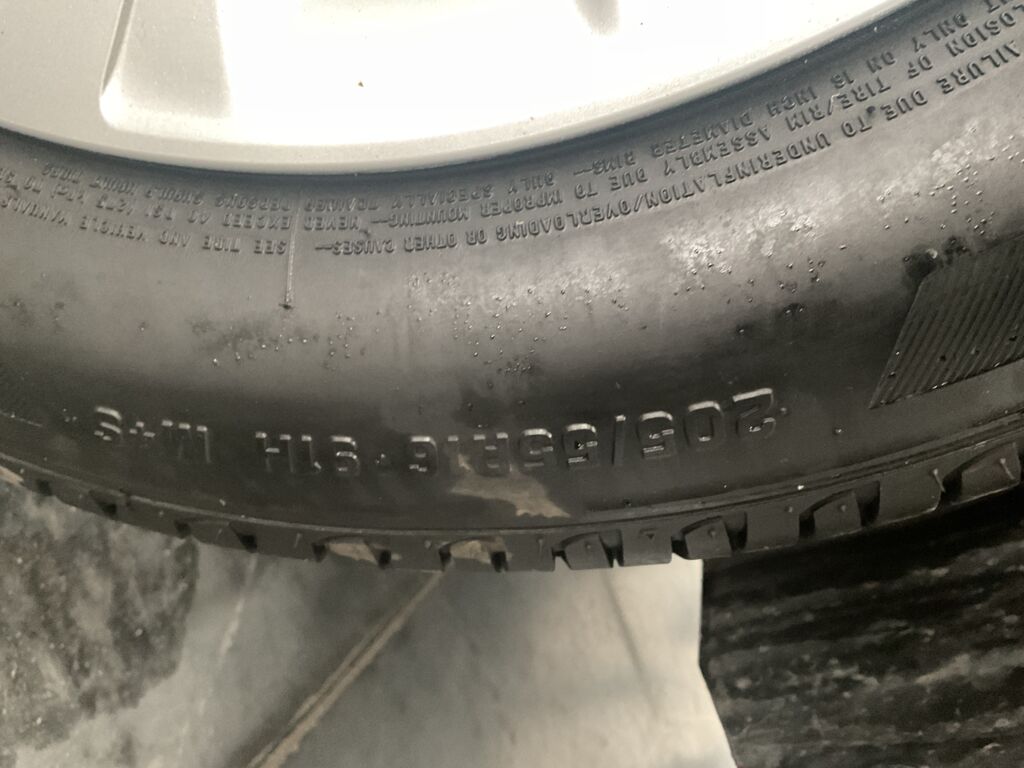 205/55R16 91H M+S
AILURE DUE TO UNDERINFLATION/OVERLOADING OR OTHER CAUSES— SEE TIRE AND VEHICLE MANUALS
LOSION OF TIRE/RIM ASSEMBLY DUE TO IMPROPER MOUNTING— NEVER EXCEED 40 PSI
ONLY ON 16 INCH DIAMETER RIMS— ONLY SPECIALLY TRAINED PERSONS SHOULD MOUNT TIRES